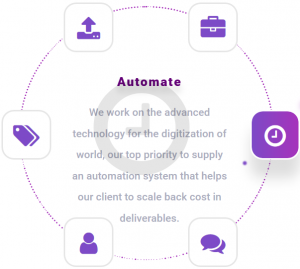 Automate
We work on the advanced
technology for the digitization of
world, our top priority to supply
an automation system that helps
our client to scale back cost in
deliverables.